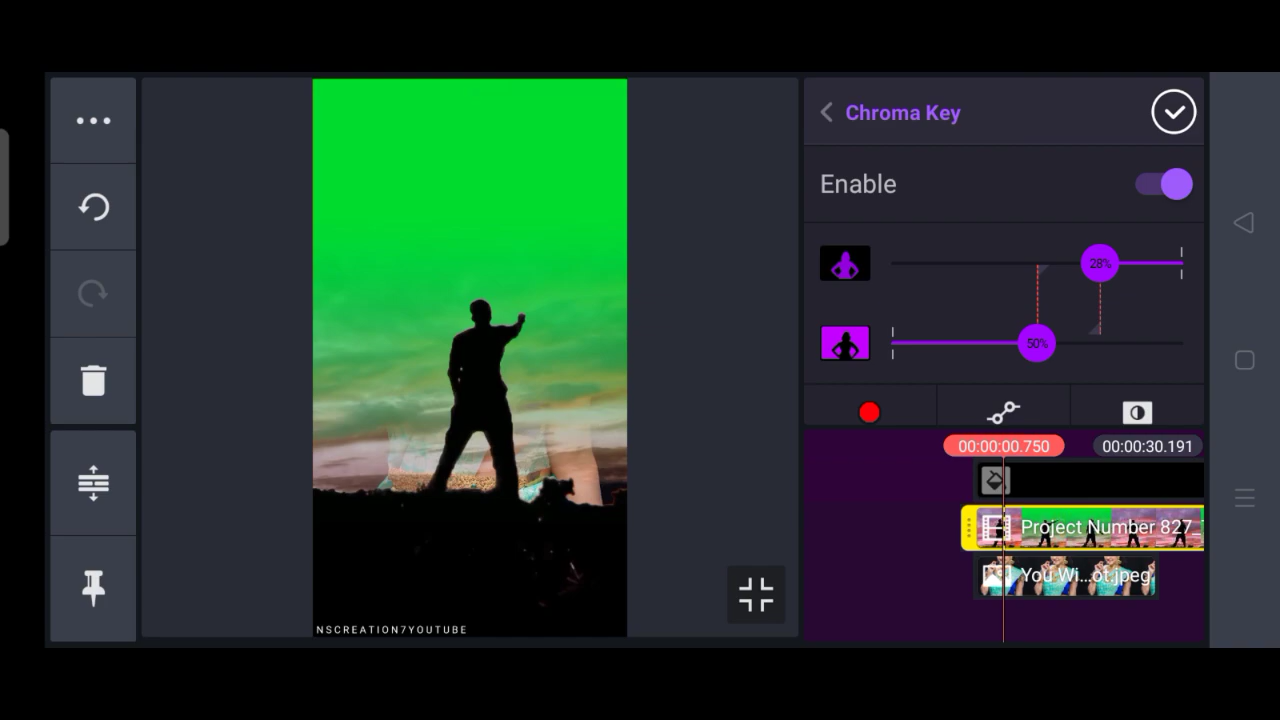 Chroma Key
Enable
28%
50%
00:00:00.750
00:00:30.191
Project Number 827_
You Wi...ot.jpeg
NSCREATION7YOUTUBE